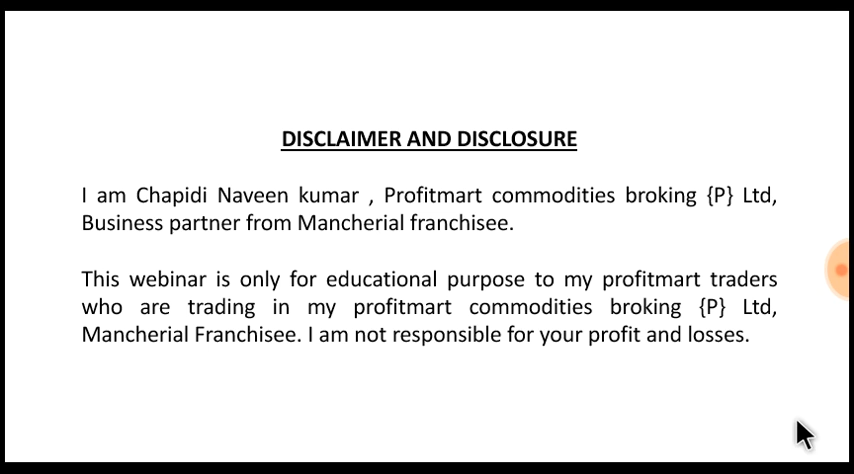 DISCLAIMER AND DISCLOSURE
I am Chapidi Naveen kumar , Profitmart commodities broking {P} Ltd,
Business partner from Mancherial franchisee.
This webinar is only for educational purpose to my profitmart traders
who are trading in my profitmart commodities broking {P} Ltd,
Mancherial Franchisee. I am not responsible for your profit and losses.